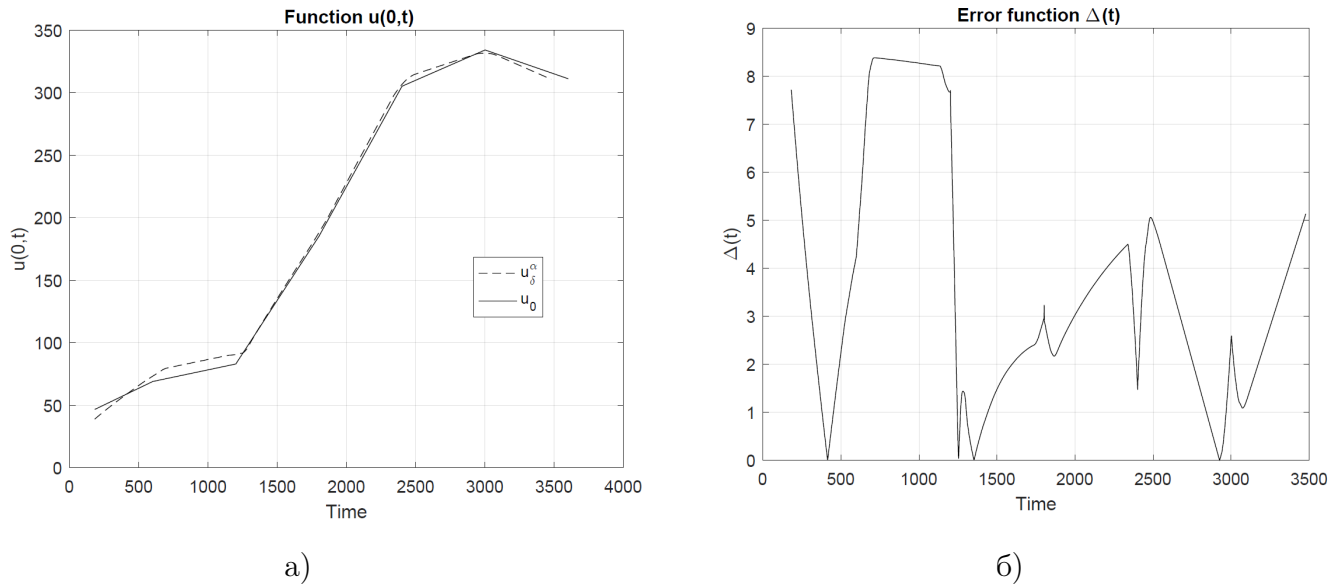 Function u(0,t)
350
300
250
200
150
100
50
0
u(0,t)
0 500 1000 1500 2000 2500 3000 3500 4000
Time
u_δ^α
u_0
а)
Error function Δ(t)
9
8
7
6
5
4
3
2
1
0
Δ(t)
0 500 1000 1500 2000 2500 3000 3500
Time
б)